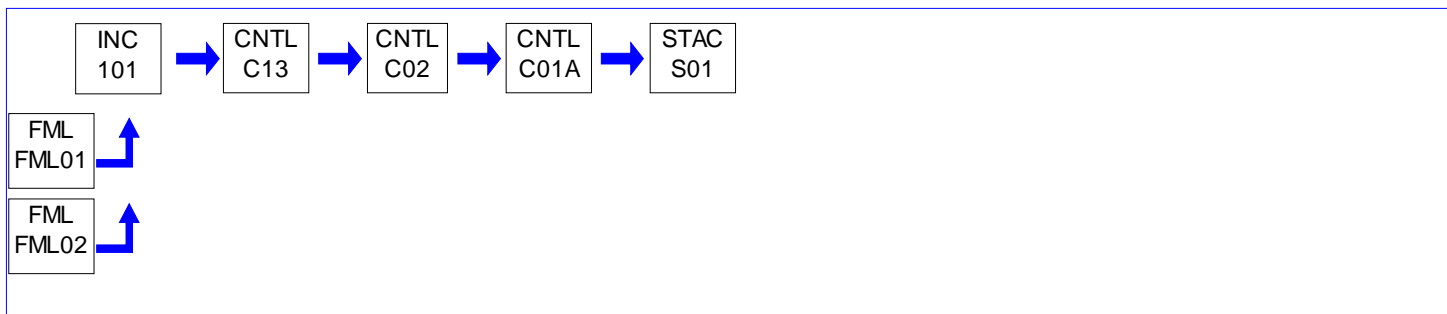 INC
101
CNTL
C13
CNTL
C02
CNTL
C01A
STAC
S01
FML
FML01
FML
FML02